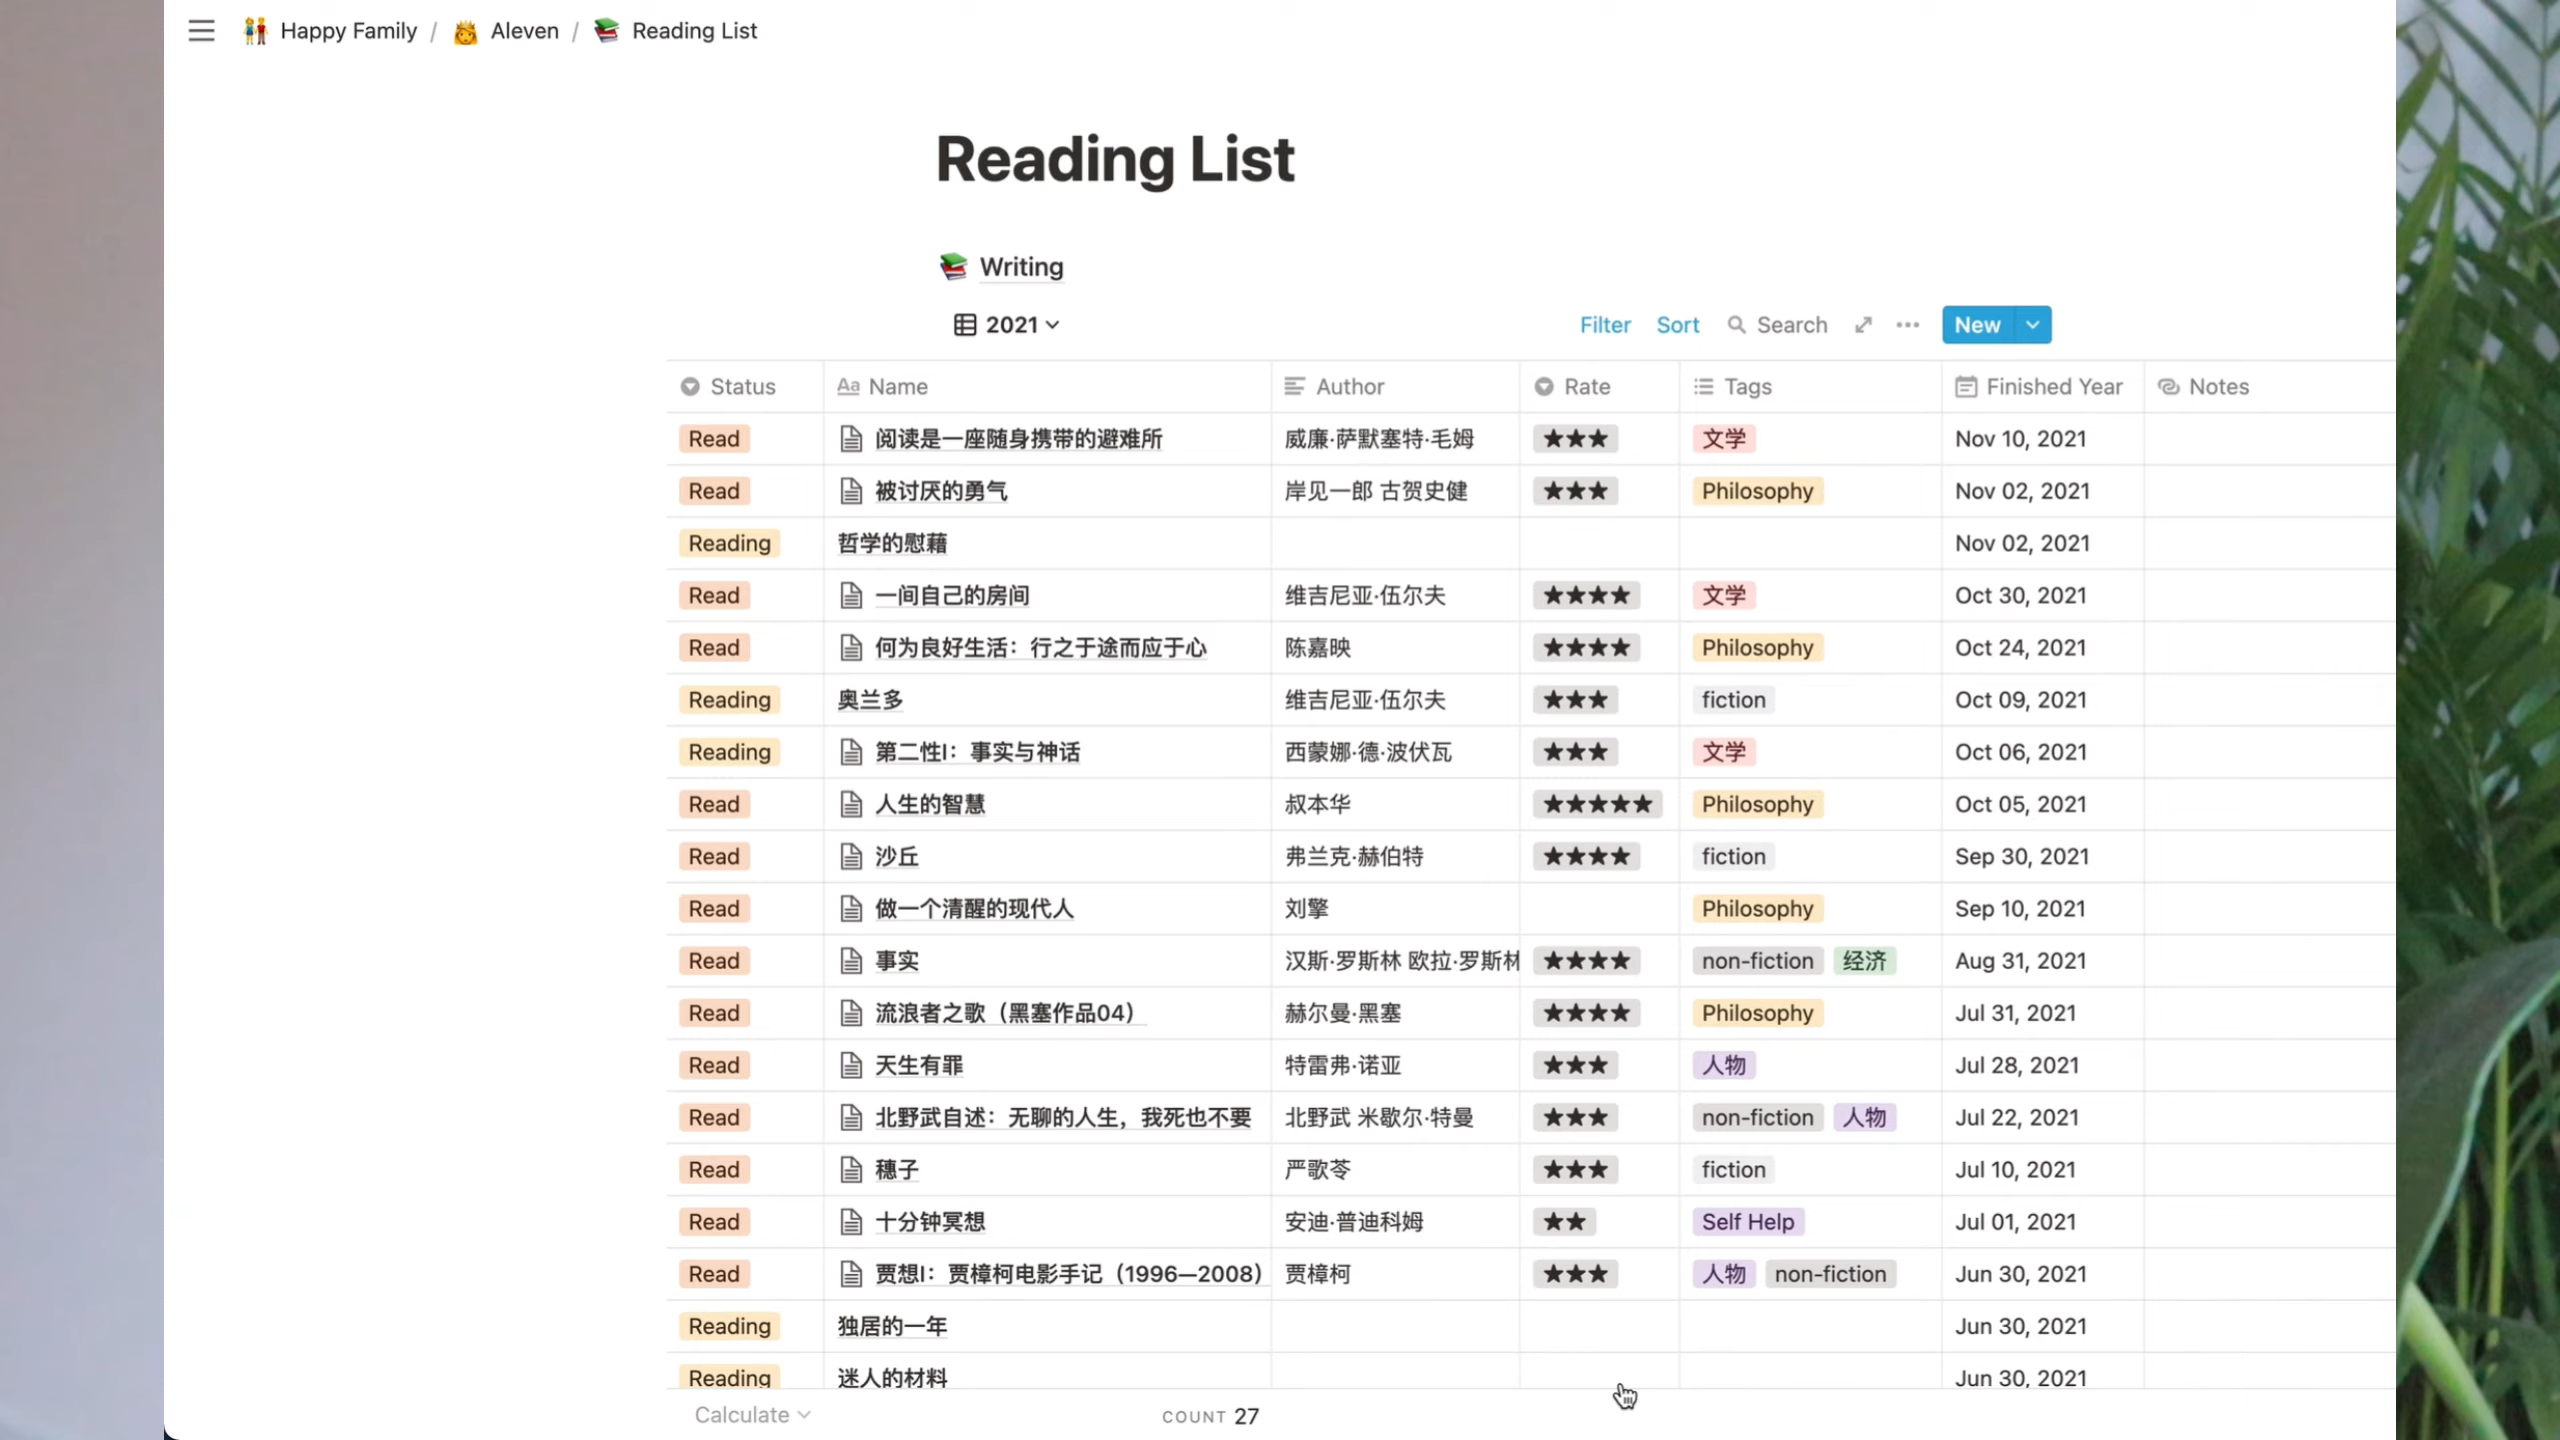 Happy Family / Aleven / Reading List
Reading List
Writing
2021 Filter Sort Search New
Status Aa Name Author Rate Tags Finished Year Notes
Read 阅读是一座随身携带的避难所 威廉·萨默塞特·毛姆 ★★★ 文学 Nov 10, 2021
Read 被讨厌的勇气 岸见一郎 古贺史健 ★★★ Philosophy Nov 02, 2021
Reading 哲学的慰藉 Nov 02, 2021
Read 一间自己的房间 维吉尼亚·伍尔夫 ★★★★ 文学 Oct 30, 2021
Read 何为良好生活：行之于途而应于心 陈嘉映 ★★★★ Philosophy Oct 24, 2021
Reading 奥兰多 维吉尼亚·伍尔夫 ★★★ fiction Oct 09, 2021
Reading 第二性I：事实与神话 西蒙娜·德·波伏瓦 ★★★ 文学 Oct 06, 2021
Read 人生的智慧 叔本华 ★★★★★ Philosophy Oct 05, 2021
Read 沙丘 弗兰克·赫伯特 ★★★★ fiction Sep 30, 2021
Read 做一个清醒的现代人 刘擎 Philosophy Sep 10, 2021
Read 事实 汉斯·罗斯林 欧拉·罗斯林 ★★★★ non-fiction 经济 Aug 31, 2021
Read 流浪者之歌（黑塞作品04） 赫尔曼·黑塞 ★★★★ Philosophy Jul 31, 2021
Read 天生有罪 特雷弗·诺亚 ★★★ 人物 Jul 28, 2021
Read 北野武自述：无聊的人生，我死也不要 北野武 米歇尔·特曼 ★★★ non-fiction 人物 Jul 22, 2021
Read 穗子 严歌苓 ★★★ fiction Jul 10, 2021
Read 十分钟冥想 安迪·普迪科姆 ★★ Self Help Jul 01, 2021
Read 贾想I：贾樟柯电影手记（1996—2008） 贾樟柯 ★★★ 人物 non-fiction Jun 30, 2021
Reading 独居的一年 Jun 30, 2021
Reading 迷人的材料 Jun 30, 2021
Calculate COUNT 27